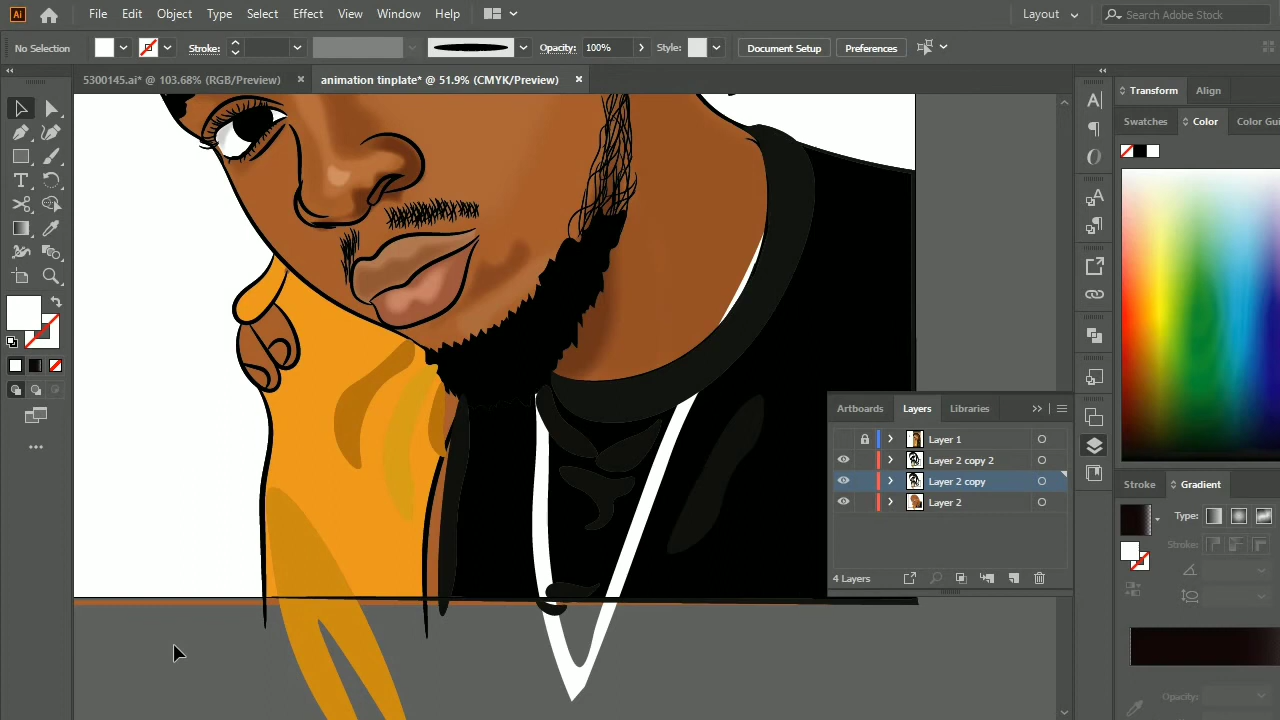 Ai File Edit Object Type Select Effect View Window Help Layout Search Adobe Stock
No Selection Stroke: Opacity: 100% Style: Document Setup Preferences
5300145.ai* @ 103.68% (RGB/Preview) × animation tinplate* @ 51.9% (CMYK/Preview) ×
Transform Align
Swatches Color Color Gui
Artboards Layers Libraries
Layer 1
Layer 2 copy 2
Layer 2 copy
Layer 2
4 Layers
Stroke Gradient
Type:
Stroke:
Opacity: